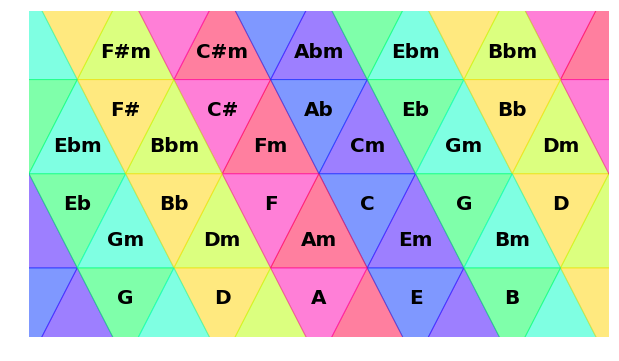 F#m C#m Abm Ebm Bbm
F# C# Ab Eb Bb
Ebm Bbm Fm Cm Gm Dm
Eb Bb F C G D
Gm Dm Am Em Bm
G D A E B